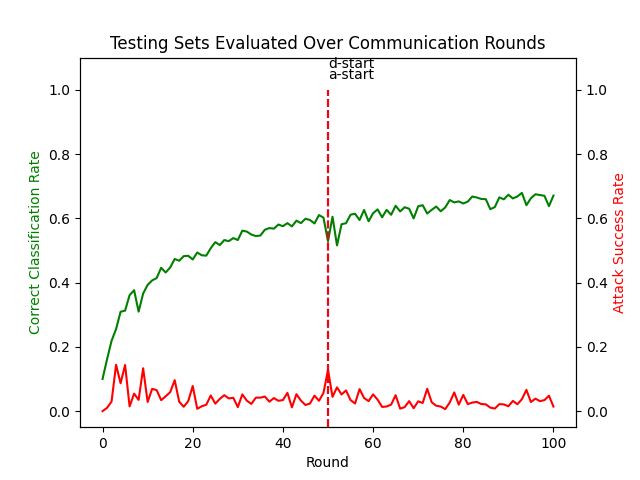 Testing Sets Evaluated Over Communication Rounds
d-start
a-start
1.0
0.8
0.6
0.4
0.2
0.0
Correct Classification Rate
1.0
0.8
0.6
0.4
0.2
0.0
Attack Success Rate
0 20 40 60 80 100
Round